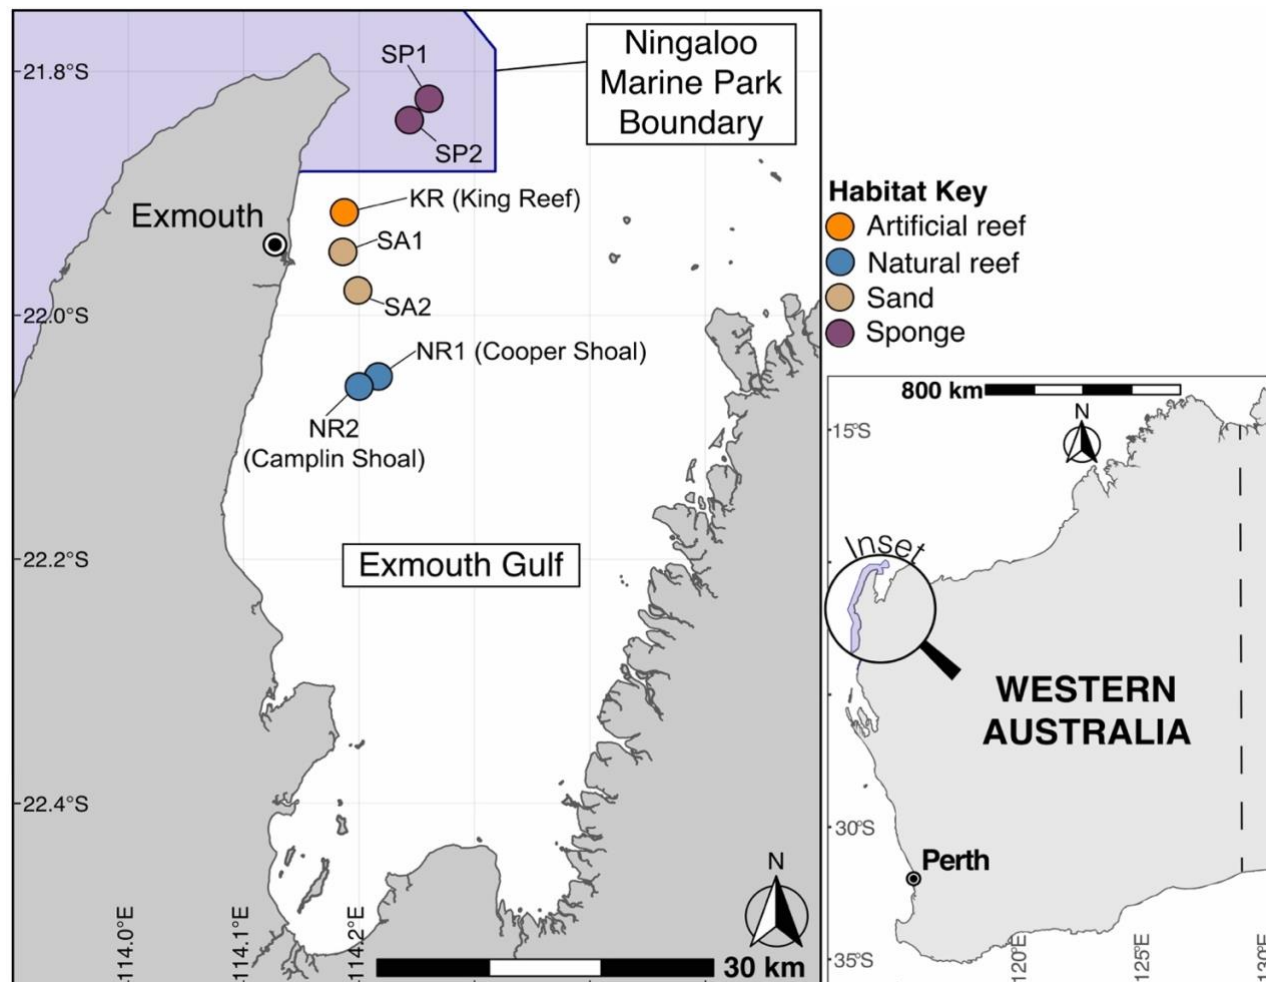 Ningaloo
Marine Park
Boundary
21.8°S
SP1
SP2
KR (King Reef)
Exmouth
SA1
SA2
22.0°S
NR1 (Cooper Shoal)
NR2
(Camplin Shoal)
22.2°S
Exmouth Gulf
22.4°S
114.0°E
114.1°E
114.2°E
N
30 km
Habitat Key
Artificial reef
Natural reef
Sand
Sponge
800 km
N
15°S
Inset
WESTERN
AUSTRALIA
30°S
Perth
35°S
120°E
125°E
130°E